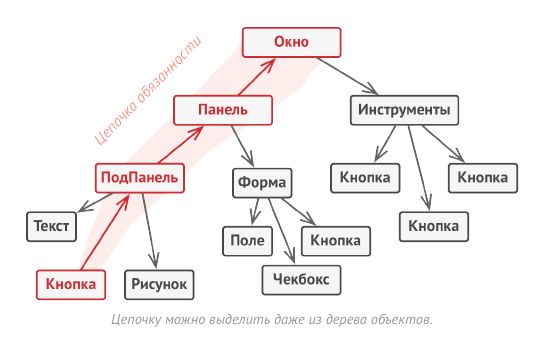 Окно
Цепочка обязанности
Панель
Инструменты
ПодПанель
Форма
Кнопка
Кнопка
Текст
Поле
Кнопка
Кнопка
Кнопка
Рисунок
Чекбокс
Цепочку можно выделить даже из дерева объектов.